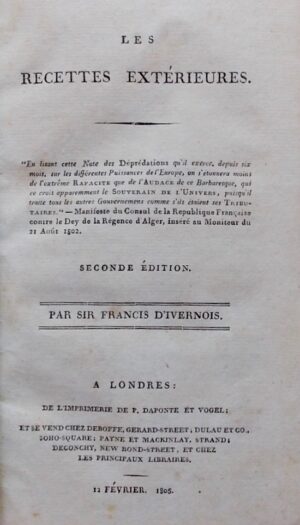 LES
RECETTES EXTÉRIEURES.
"En lisant cette Note des Déprédations qu'il exerce, depuis six
mois, sur les différentes Puissances de l'Europe, on s'étonnera moins
de l'extrême RAPACITÉ que de l'AUDACE de ce Barbaresque, qui
se croit apparemment le SOUVERAIN DE L'UNIVERS, puisqu'il
traite tous les autres Gouvernemens comme s'ils étaient ses TRIBU-
TAIRES." — Manifeste du Consul de la République Française
contre le Dey de la Régence d'Alger, inséré au Moniteur du
21 Août 1802.
SECONDE ÉDITION.
PAR SIR FRANCIS D'IVERNOIS.
A LONDRES:
DE L'IMPRIMERIE DE P. DAPONTE ET VOGEL;
ET SE VEND CHEZ DEBOFFE, GERARD-STREET; DULAU ET CO.,
SOHO-SQUARE; PAYNE ET MACKINLAY, STRAND;
DECONCHY, NEW BOND-STREET, ET CHEZ
LES PRINCIPAUX LIBRAIRES.
12 FÉVRIER, 1805.